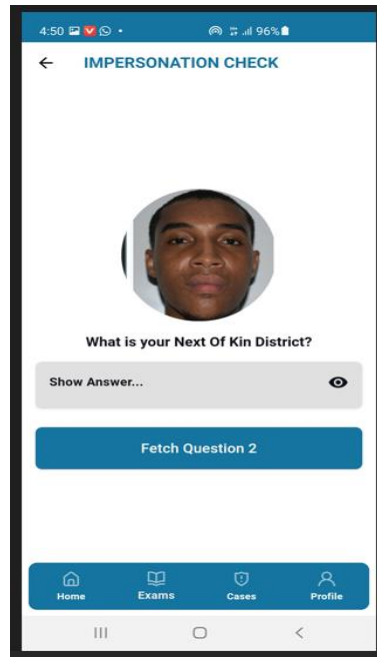 4:50
96%
IMPERSONATION CHECK
What is your Next Of Kin District?
Show Answer...
Fetch Question 2
Home Exams Cases Profile